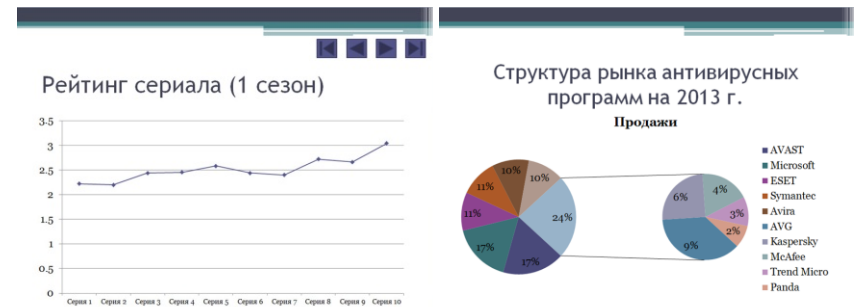 Рейтинг сериала (1 сезон)
3.5
3
2.5
2
1.5
1
0.5
0
Серия 1 Серия 2 Серия 3 Серия 4 Серия 5 Серия 6 Серия 7 Серия 8 Серия 9 Серия 10
Структура рынка антивирусных
программ на 2013 г.
Продажи
10%
10%
11%
11%
24%
17%
17%
6%
4%
3%
2%
9%
AVAST
Microsoft
ESET
Symantec
Avira
AVG
Kaspersky
McAfee
Trend Micro
Panda